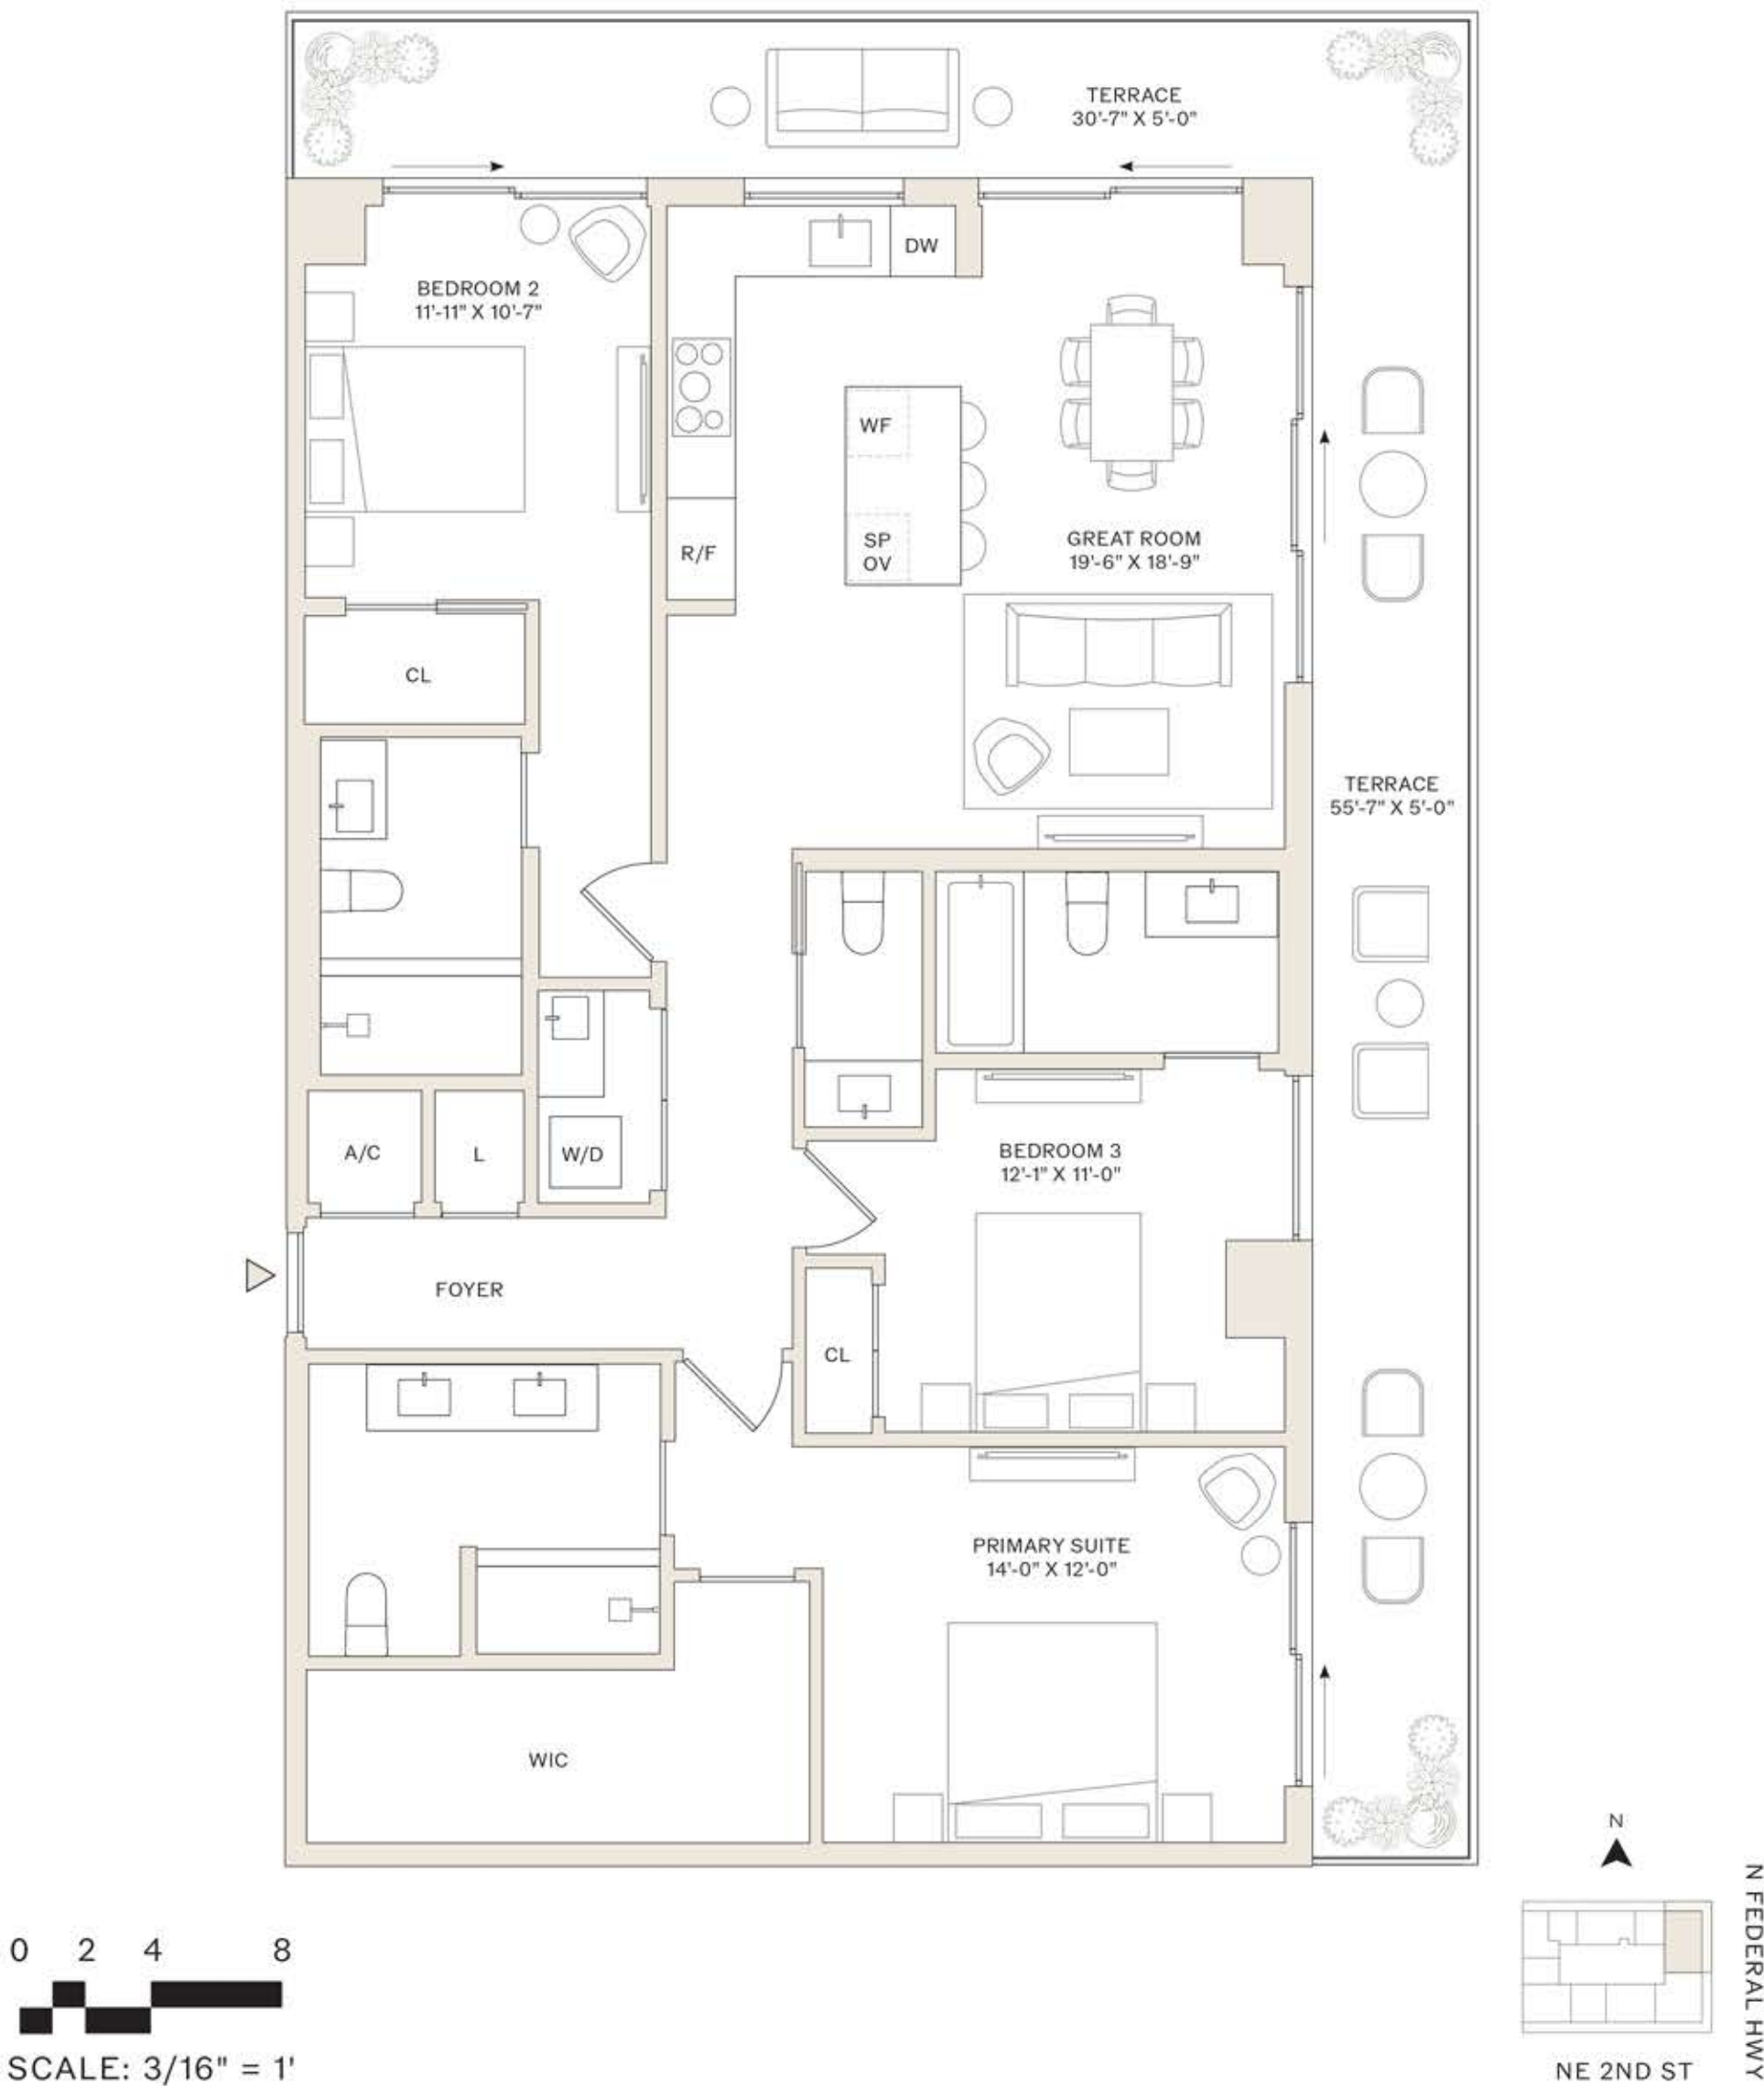 TERRACE
30'-7" X 5'-0"
DW
BEDROOM 2
11'-11" X 10'-7"
WF
R/F
SP
OV
GREAT ROOM
19'-6" X 18'-9"
CL
TERRACE
55'-7" X 5'-0"
A/C
L
W/D
BEDROOM 3
12'-1" X 11'-0"
FOYER
CL
PRIMARY SUITE
14'-0" X 12'-0"
WIC
N
N FEDERAL HWY
0 2 4 8
SCALE: 3/16" = 1'
NE 2ND ST